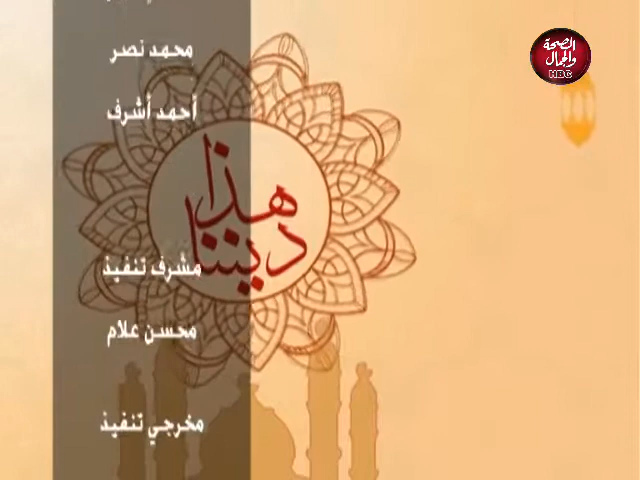 محمد نصر
أحمد أشرف
هذا
ديننا
مشرف تنفيذ
محسن علام
مخرجي تنفيذ
الصحة
والجمال
HBC